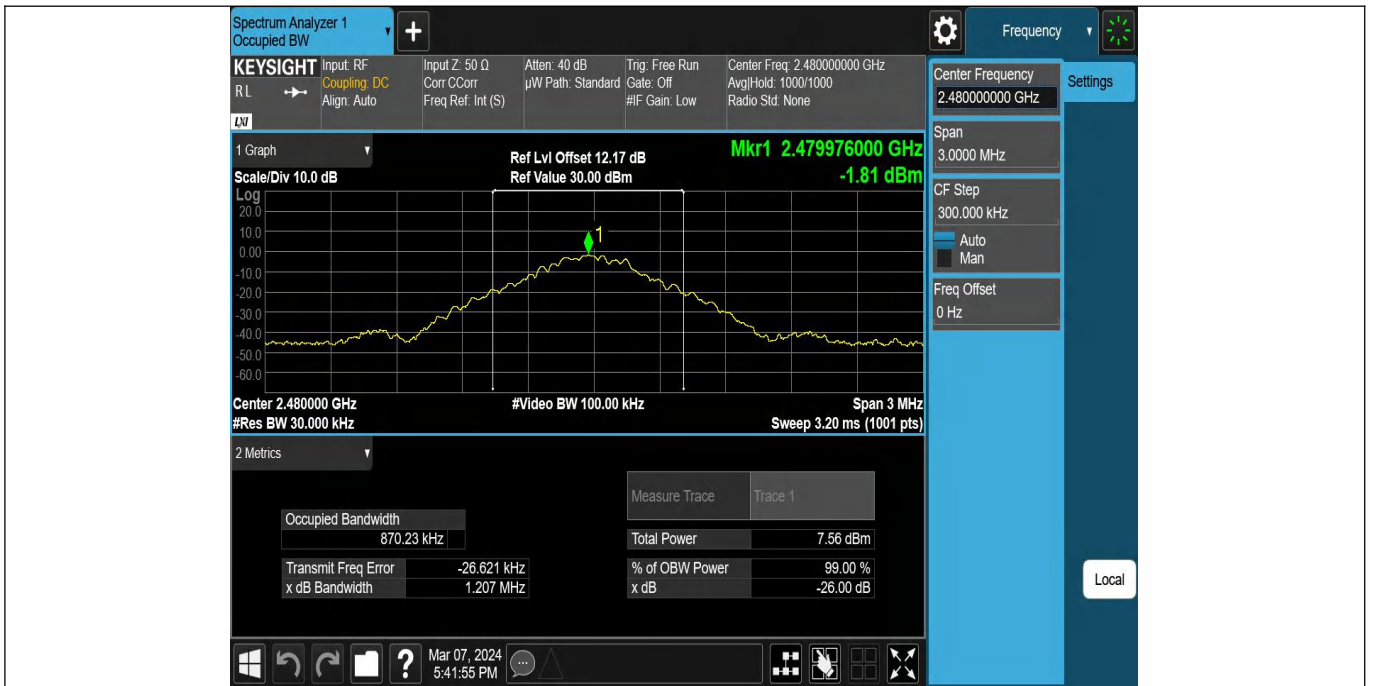 Spectrum Analyzer 1
Occupied BW
+
Frequency
KEYSIGHT
RL
LXI
Input: RF
Coupling: DC
Align: Auto
Input Z: 50 Ω
Corr CCorr
Freq Ref: Int (S)
Atten: 40 dB
µW Path: Standard
Trig: Free Run
Gate: Off
#IF Gain: Low
Center Freq: 2.480000000 GHz
Avg|Hold: 1000/1000
Radio Std: None
Center Frequency
2.480000000 GHz
Settings
Span
3.0000 MHz
CF Step
300.000 kHz
Auto
Man
Freq Offset
0 Hz
Local
1 Graph
Scale/Div 10.0 dB
Ref Lvl Offset 12.17 dB
Ref Value 30.00 dBm
Mkr1 2.479976000 GHz
-1.81 dBm
Log
20.0
10.0
0.00
-10.0
-20.0
-30.0
-40.0
-50.0
-60.0
1
Center 2.480000 GHz
#Res BW 30.000 kHz
#Video BW 100.00 kHz
Span 3 MHz
Sweep 3.20 ms (1001 pts)
2 Metrics
Measure Trace Trace 1
Occupied Bandwidth
870.23 kHz
Total Power 7.56 dBm
Transmit Freq Error -26.621 kHz
% of OBW Power 99.00 %
x dB Bandwidth 1.207 MHz
x dB -26.00 dB
?
Mar 07, 2024
5:41:55 PM